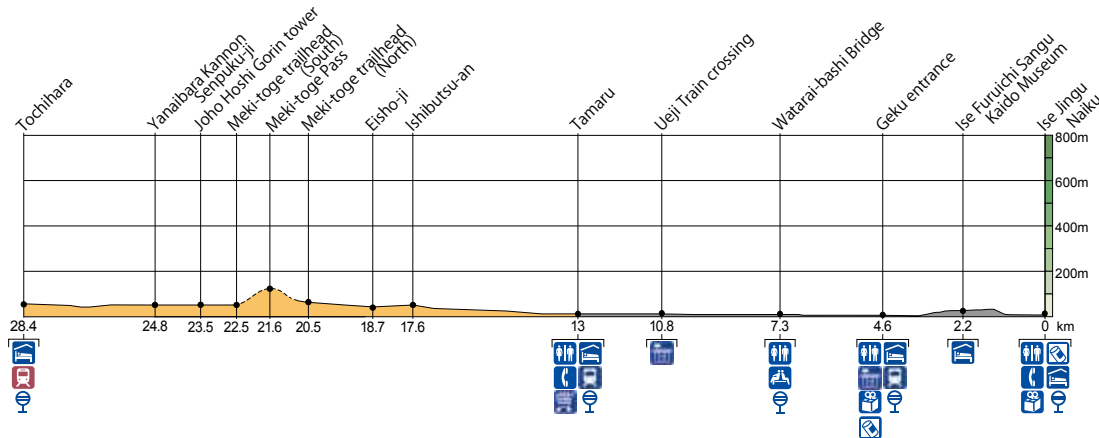 Tochihara
Yanaibara Kannon
Senpuku-ji
Joho Hoshi Gorin tower
Meki-toge trailhead
(South)
Meki-toge Pass
Meki-toge trailhead
(North)
Eisho-ji
Ishibutsu-an
Tamaru
Ueji Train crossing
Watarai-bashi Bridge
Geku entrance
Ise Furuichi Sangu
Kaido Museum
Ise Jingu
Naiku
800m
600m
400m
200m
28.4 24.8 23.5 22.5 21.6 20.5 18.7 17.6 13 10.8 7.3 4.6 2.2 0 km